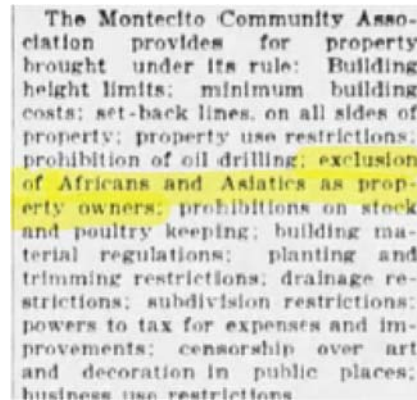 The Montecito Community Asso-
ciation provides for property
brought under its rule: Building
height limits; minimum building
costs; set-back lines, on all sides of
property; property use restrictions;
prohibition of oil drilling; exclusion
of Africans and Asiatics as prop-
erty owners; prohibitions on stock
and poultry keeping; building ma-
terial regulations; planting and
trimming restrictions; drainage re-
strictions; subdivision restrictions;
powers to tax for expenses and im-
provements; censorship over art
and decoration in public places;
business use restrictions